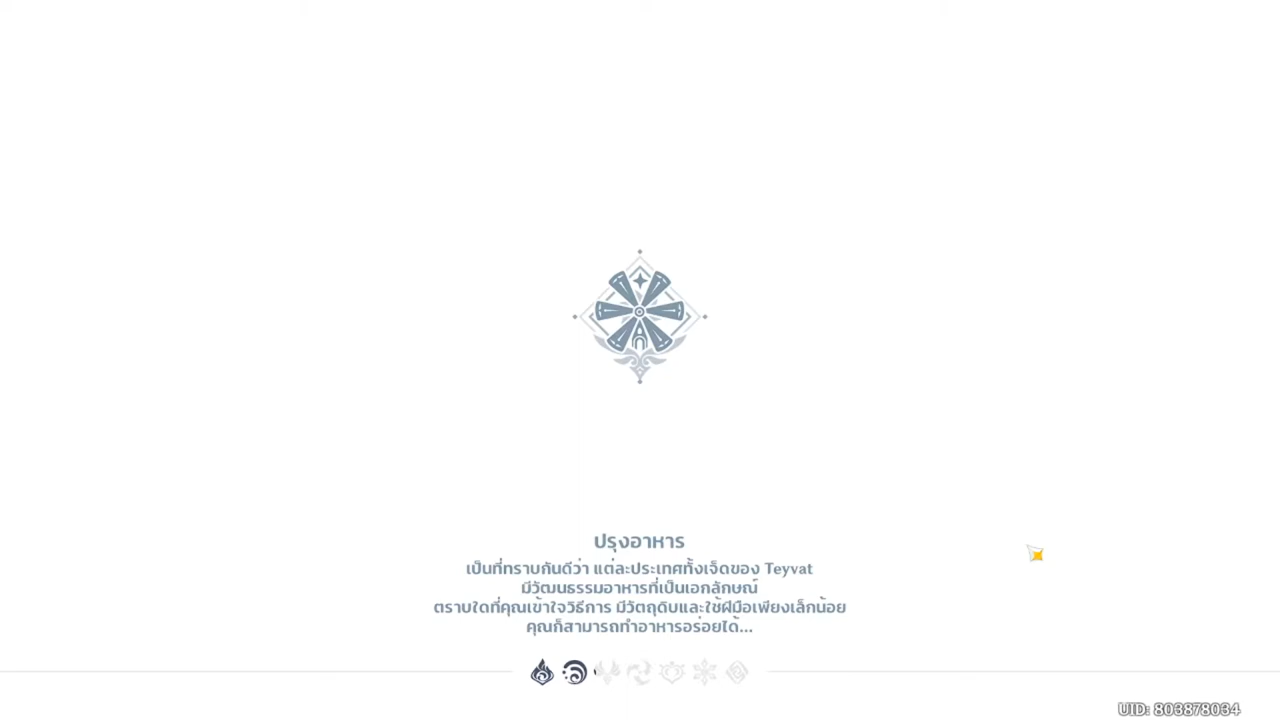 ปรุงอาหาร
เป็นที่ทราบกันดีว่า แต่ละประเทศทั้งเจ็ดของ Teyvat
มีวัฒนธรรมอาหารที่เป็นเอกลักษณ์
ตราบใดที่คุณเข้าใจวิธีการ มีวัตถุดิบและใช้ฝีมือเพียงเล็กน้อย
คุณก็สามารถทำอาหารอร่อยได้...
UID: 803878034